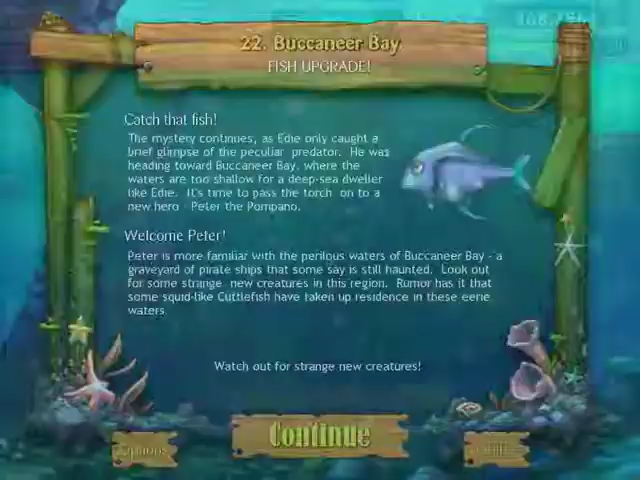 22. Buccaneer Bay
FISH UPGRADE!
Catch that fish!
The mystery continues, as Edie only caught a
brief glimpse of the peculiar predator. He was
heading toward Buccaneer Bay, where the
waters are too shallow for a deep-sea dweller
like Edie. It's time to pass the torch on to a
new hero - Peter the Pompano.
Welcome Peter!
Peter is more familiar with the perilous waters of Buccaneer Bay - a
graveyard of pirate ships that some say is still haunted. Look out
for some strange new creatures in this region. Rumor has it that
some squid-like Cuttlefish have taken up residence in these eerie
waters.
Watch out for strange new creatures!
Continue
Options